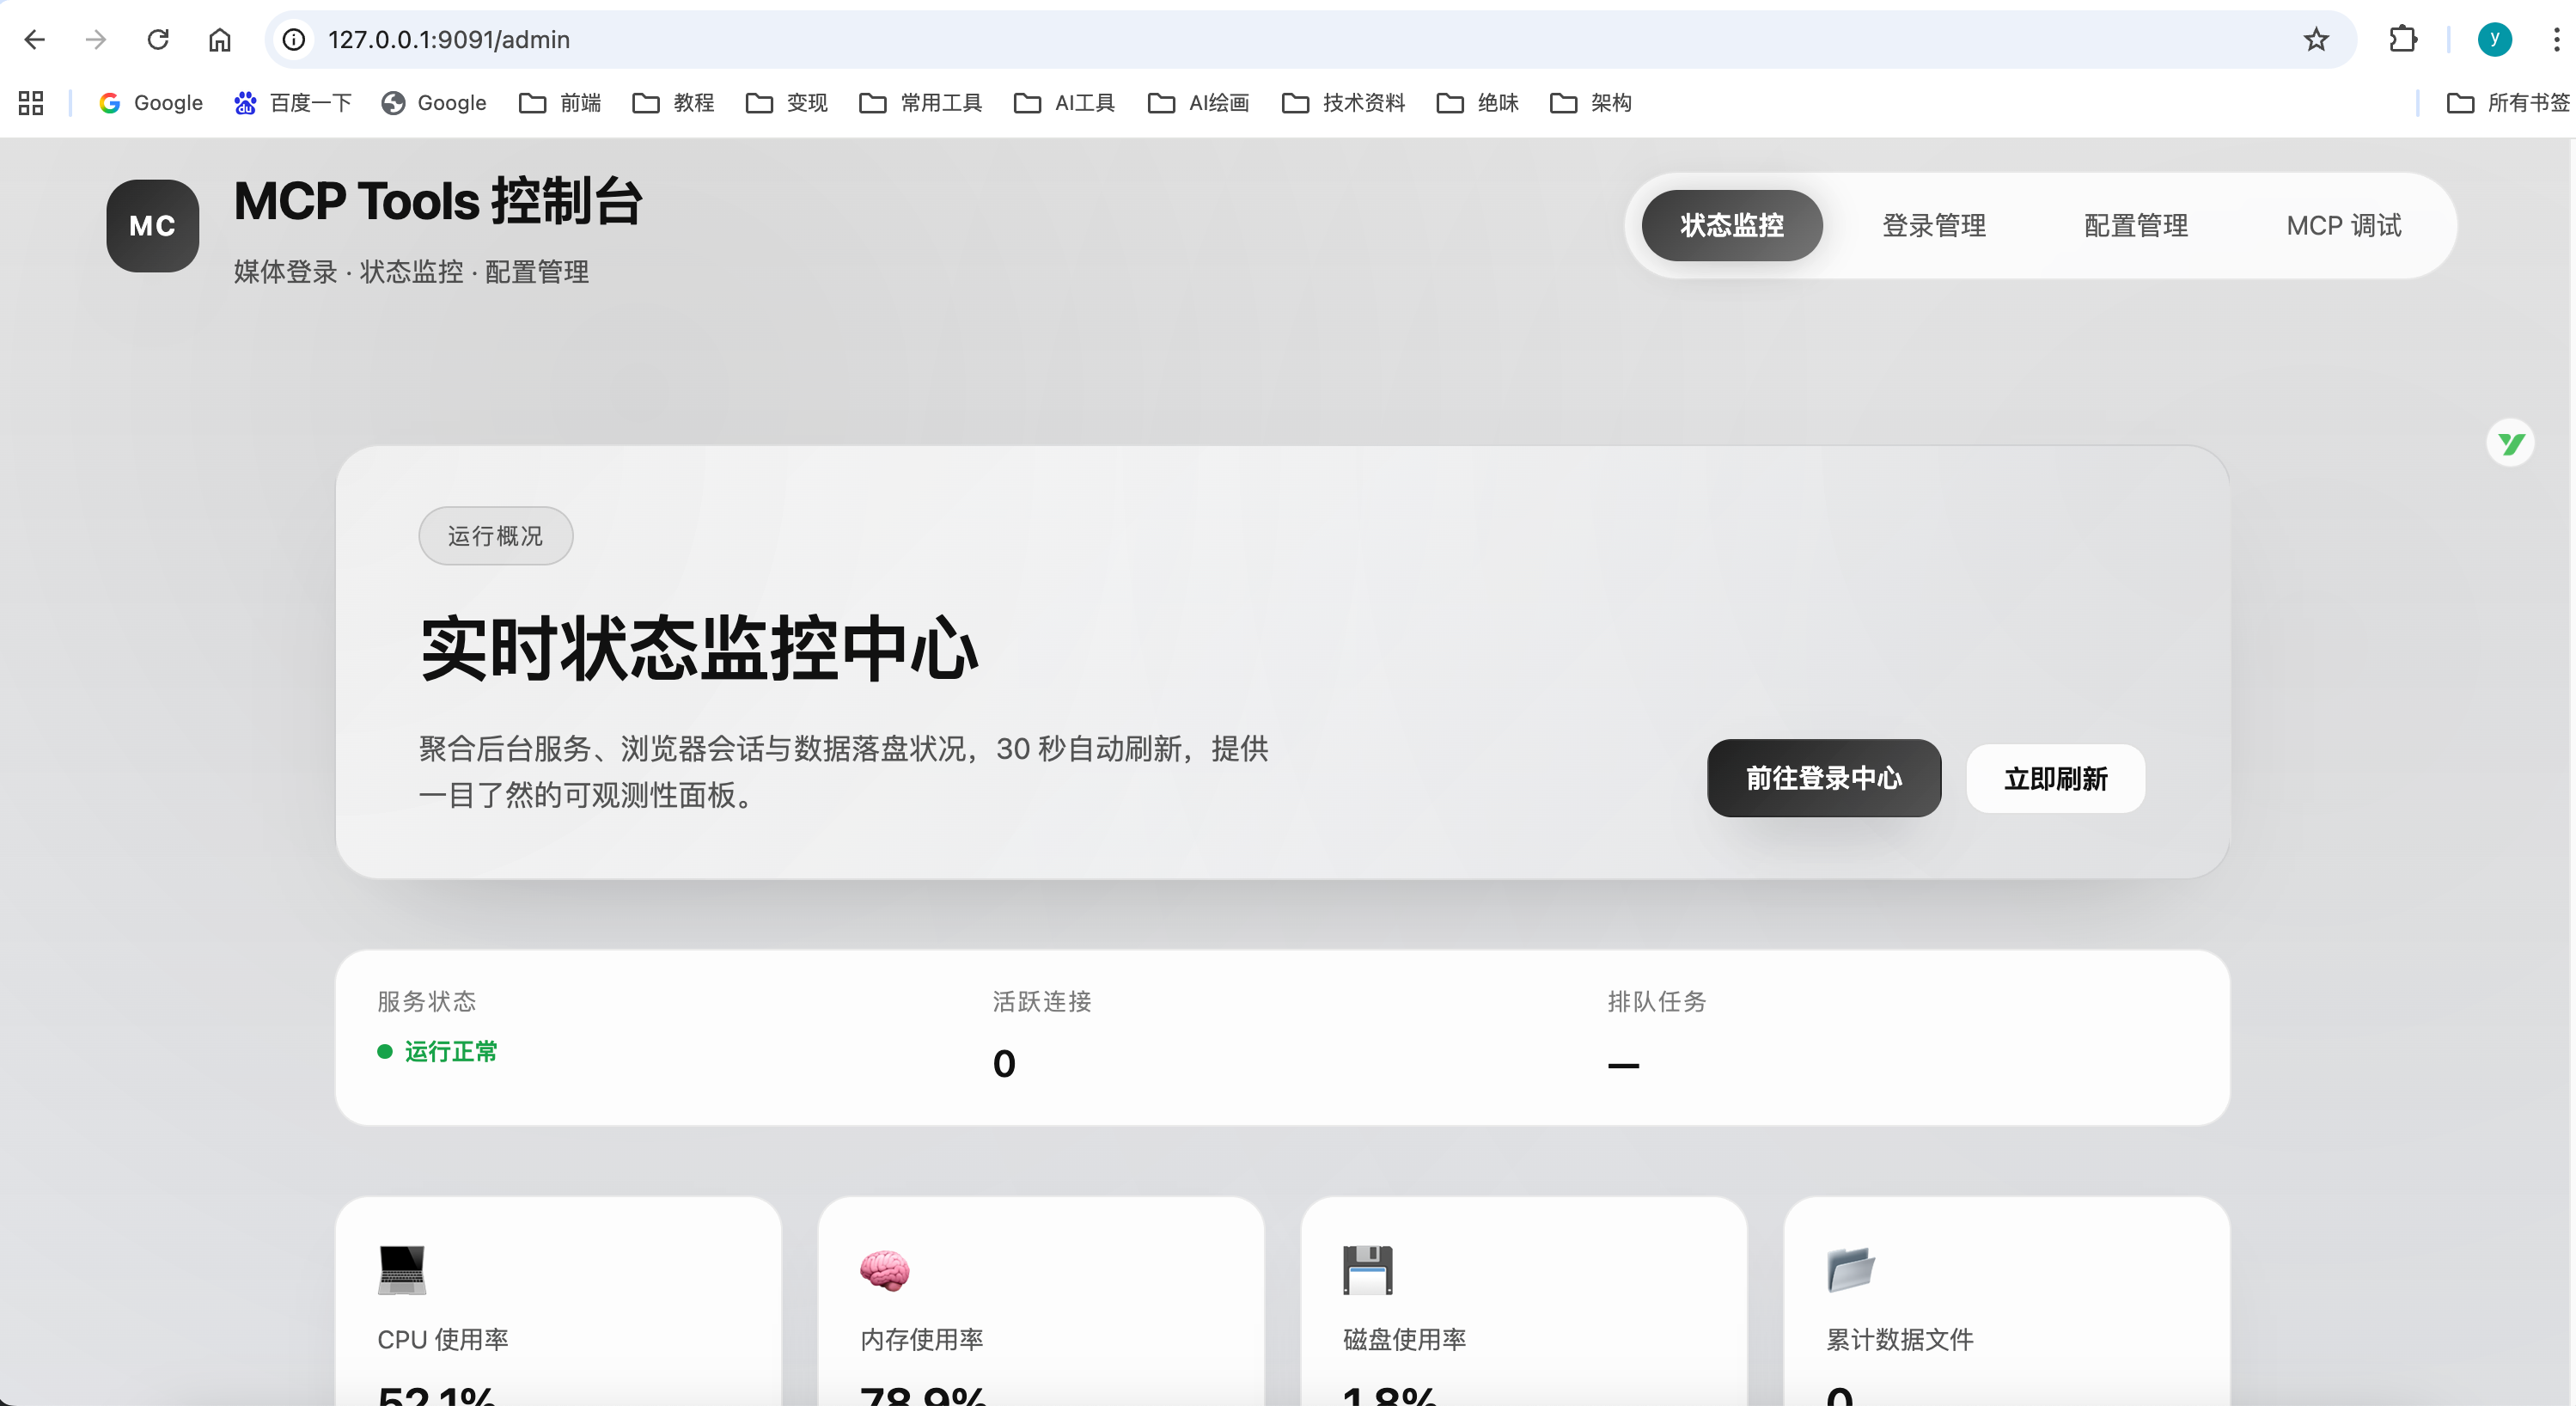 127.0.0.1:9091/admin
y
Google
百度一下
Google
前端
教程
变现
常用工具
AI工具
AI绘画
技术资料
绝味
架构
所有书签
MC
MCP Tools 控制台
媒体登录 · 状态监控 · 配置管理
状态监控
登录管理
配置管理
MCP 调试
运行概况
实时状态监控中心
聚合后台服务、浏览器会话与数据落盘状况，30 秒自动刷新，提供
一目了然的可观测性面板。
前往登录中心
立即刷新
服务状态
运行正常
活跃连接
0
排队任务
—
CPU 使用率
52.1%
内存使用率
78.9%
磁盘使用率
1.8%
累计数据文件
0